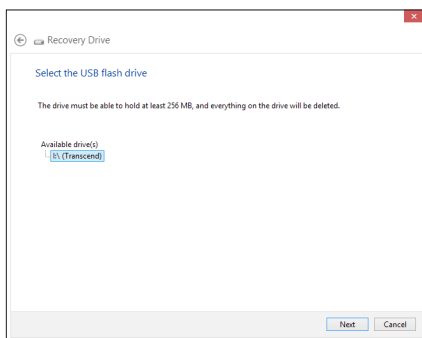 Recovery Drive
Select the USB flash drive
The drive must be able to hold at least 256 MB, and everything on the drive will be deleted.
Available drive(s)
I:\ (Transcend)
Next Cancel